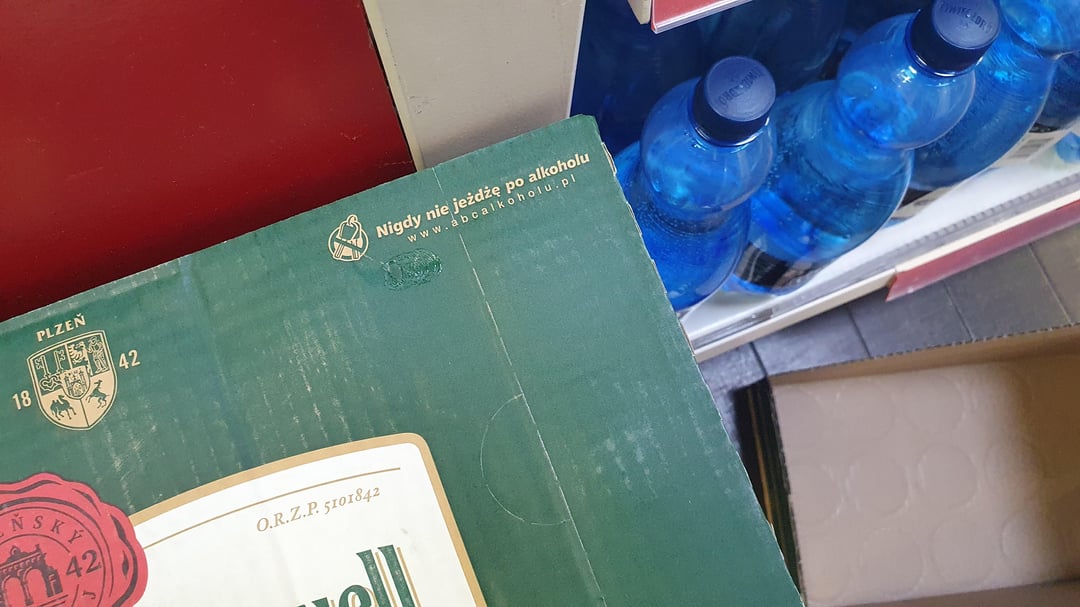 Nigdy nie jeżdżę po alkoholu
www.abcalkoholu.pl
PLZEŇ
18 42
O.R.Z.P. 5101842
42